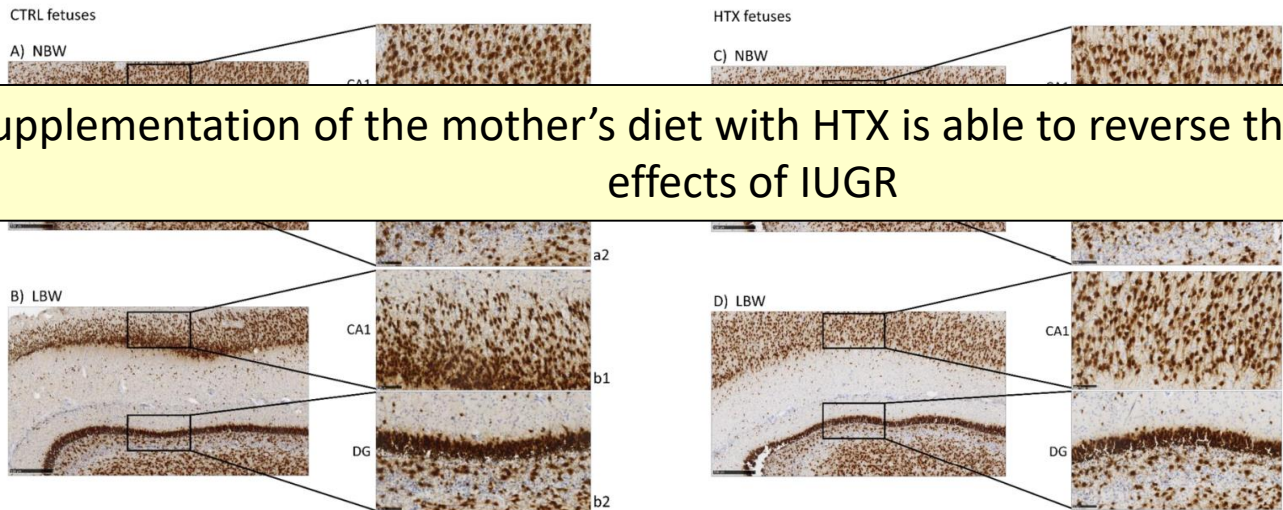 CTRL fetuses
HTX fetuses
A) NBW
C) NBW
CA1
upplementation of the mother’s diet with HTX is able to reverse th
effects of IUGR
a2
B) LBW
D) LBW
CA1
CA1
b1
DG
DG
b2